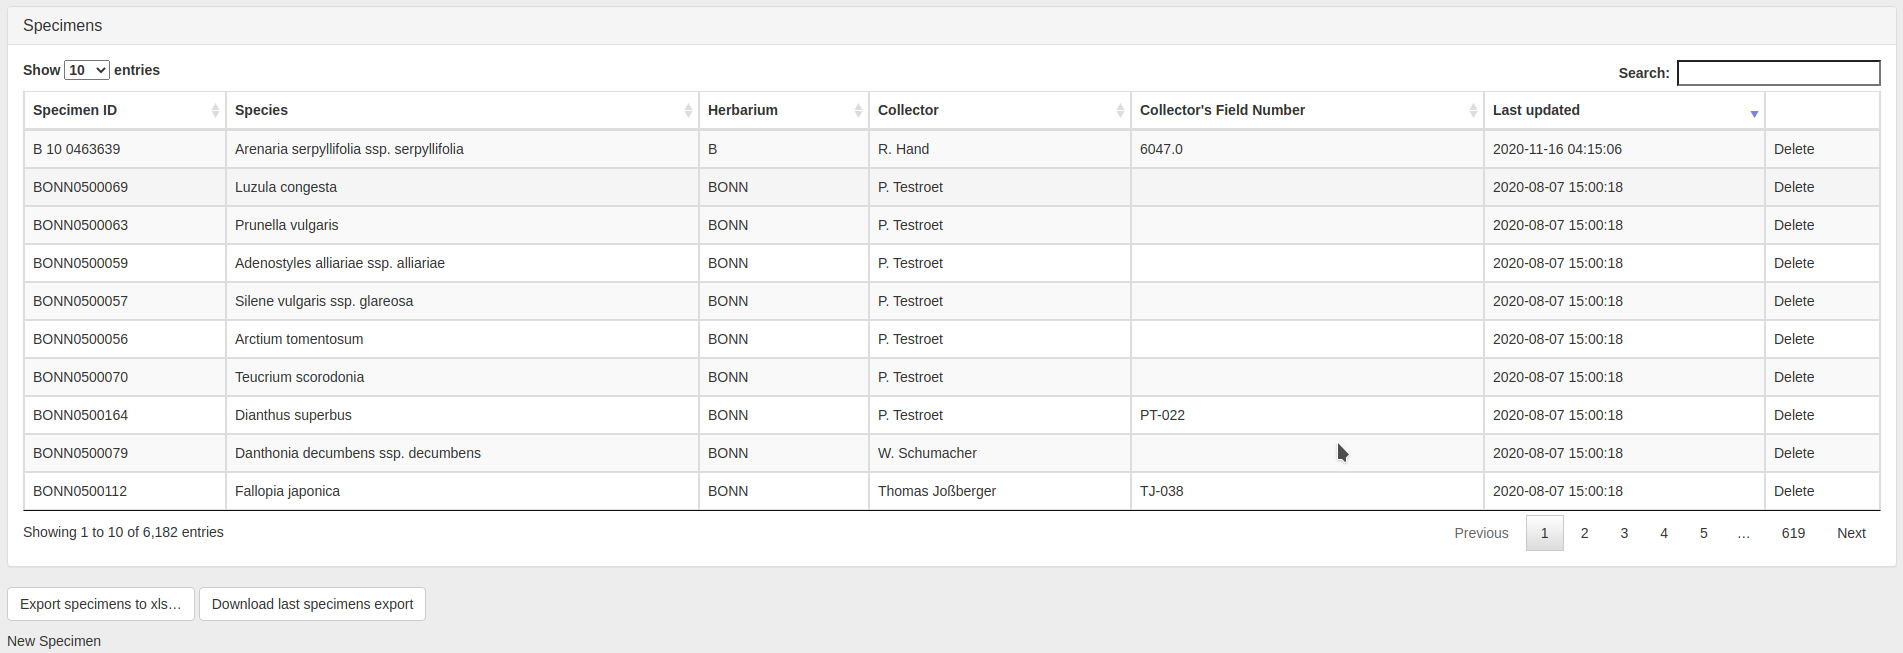 Specimens
Show 10 entries
Search:
Specimen ID Species Herbarium Collector Collector's Field Number Last updated
B 10 0463639 Arenaria serpyllifolia ssp. serpyllifolia B R. Hand 6047.0 2020-11-16 04:15:06 Delete
BONN0500069 Luzula congesta BONN P. Testroet 2020-08-07 15:00:18 Delete
BONN0500063 Prunella vulgaris BONN P. Testroet 2020-08-07 15:00:18 Delete
BONN0500059 Adenostyles alliariae ssp. alliariae BONN P. Testroet 2020-08-07 15:00:18 Delete
BONN0500057 Silene vulgaris ssp. glareosa BONN P. Testroet 2020-08-07 15:00:18 Delete
BONN0500056 Arctium tomentosum BONN P. Testroet 2020-08-07 15:00:18 Delete
BONN0500070 Teucrium scorodonia BONN P. Testroet 2020-08-07 15:00:18 Delete
BONN0500164 Dianthus superbus BONN P. Testroet PT-022 2020-08-07 15:00:18 Delete
BONN0500079 Danthonia decumbens ssp. decumbens BONN W. Schumacher 2020-08-07 15:00:18 Delete
BONN0500112 Fallopia japonica BONN Thomas Joßberger TJ-038 2020-08-07 15:00:18 Delete
Showing 1 to 10 of 6,182 entries
Previous 1 2 3 4 5 … 619 Next
Export specimens to xls… Download last specimens export
New Specimen